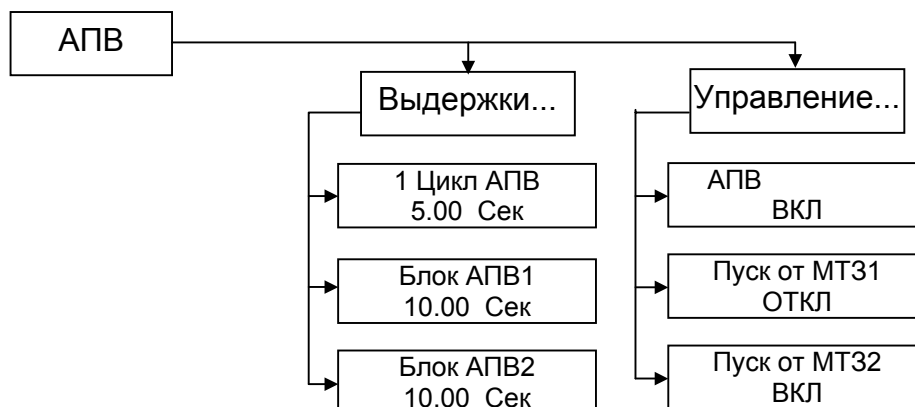 АПВ
Выдержки...
Управление...
1 Цикл АПВ
5.00 Сек
АПВ
ВКЛ
Блок АПВ1
10.00 Сек
Пуск от МТЗ1
ОТКЛ
Блок АПВ2
10.00 Сек
Пуск от МТЗ2
ВКЛ